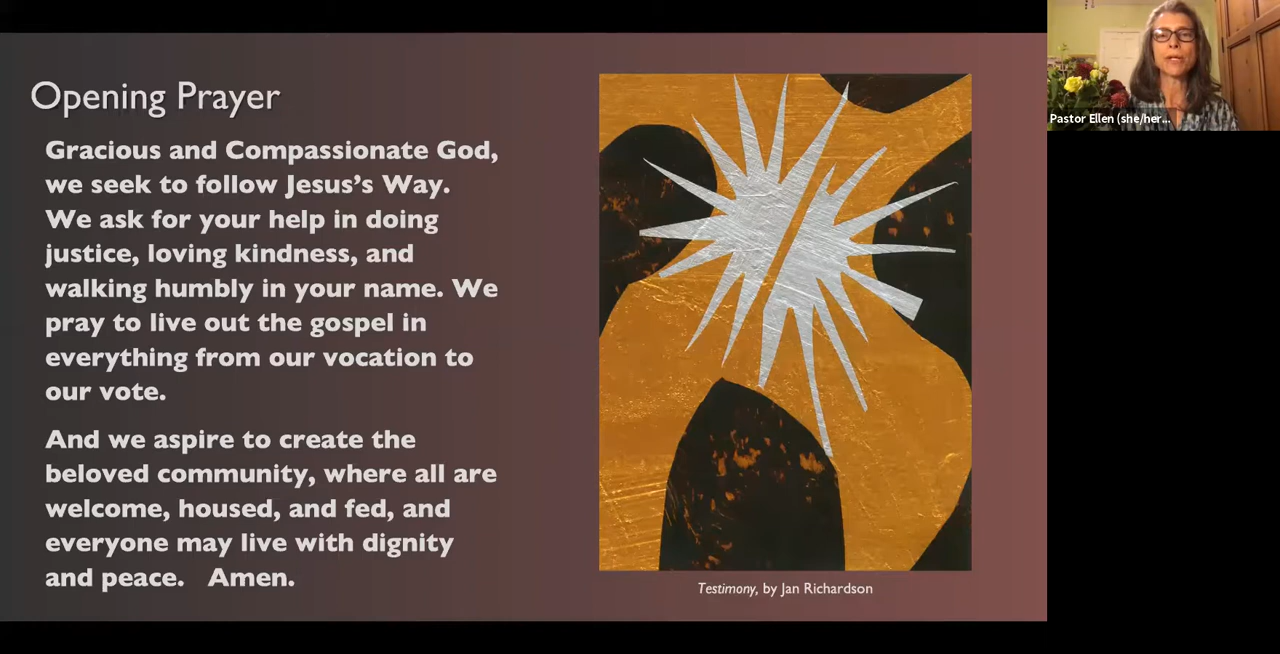 Opening Prayer
Gracious and Compassionate God,
we seek to follow Jesus’s Way.
We ask for your help in doing
justice, loving kindness, and
walking humbly in your name. We
pray to live out the gospel in
everything from our vocation to
our vote.
And we aspire to create the
beloved community, where all are
welcome, housed, and fed, and
everyone may live with dignity
and peace. Amen.
Testimony, by Jan Richardson
Pastor Ellen (she/her...